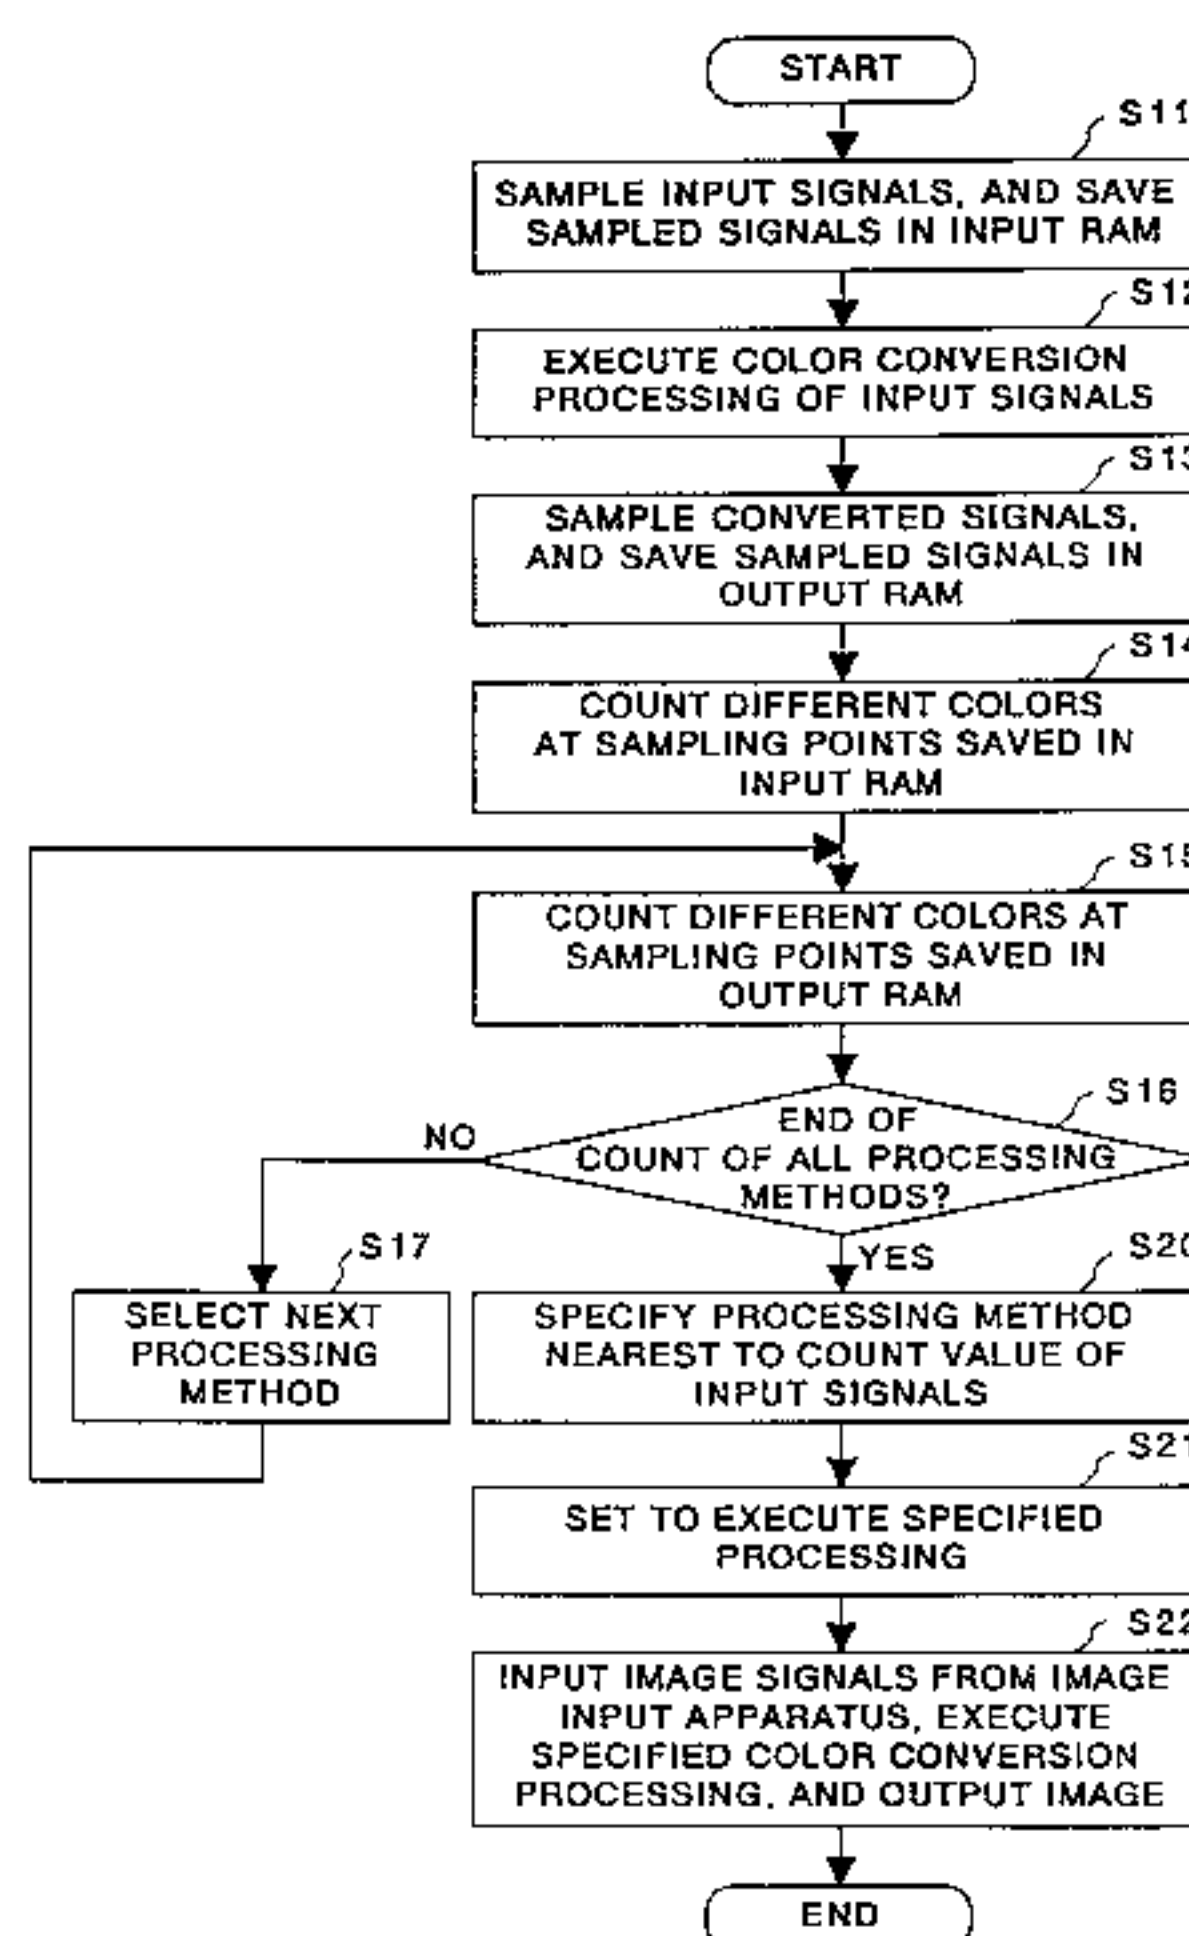 START
S11
SAMPLE INPUT SIGNALS, AND SAVE
SAMPLED SIGNALS IN INPUT RAM
S12
EXECUTE COLOR CONVERSION
PROCESSING OF INPUT SIGNALS
S13
SAMPLE CONVERTED SIGNALS,
AND SAVE SAMPLED SIGNALS IN
OUTPUT RAM
S14
COUNT DIFFERENT COLORS
AT SAMPLING POINTS SAVED IN
INPUT RAM
S15
COUNT DIFFERENT COLORS AT
SAMPLING POINTS SAVED IN
OUTPUT RAM
S16
END OF
COUNT OF ALL PROCESSING
METHODS?
NO
YES
S17
SELECT NEXT
PROCESSING
METHOD
S20
SPECIFY PROCESSING METHOD
NEAREST TO COUNT VALUE OF
INPUT SIGNALS
S21
SET TO EXECUTE SPECIFIED
PROCESSING
S22
INPUT IMAGE SIGNALS FROM IMAGE
INPUT APPARATUS, EXECUTE
SPECIFIED COLOR CONVERSION
PROCESSING, AND OUTPUT IMAGE
END